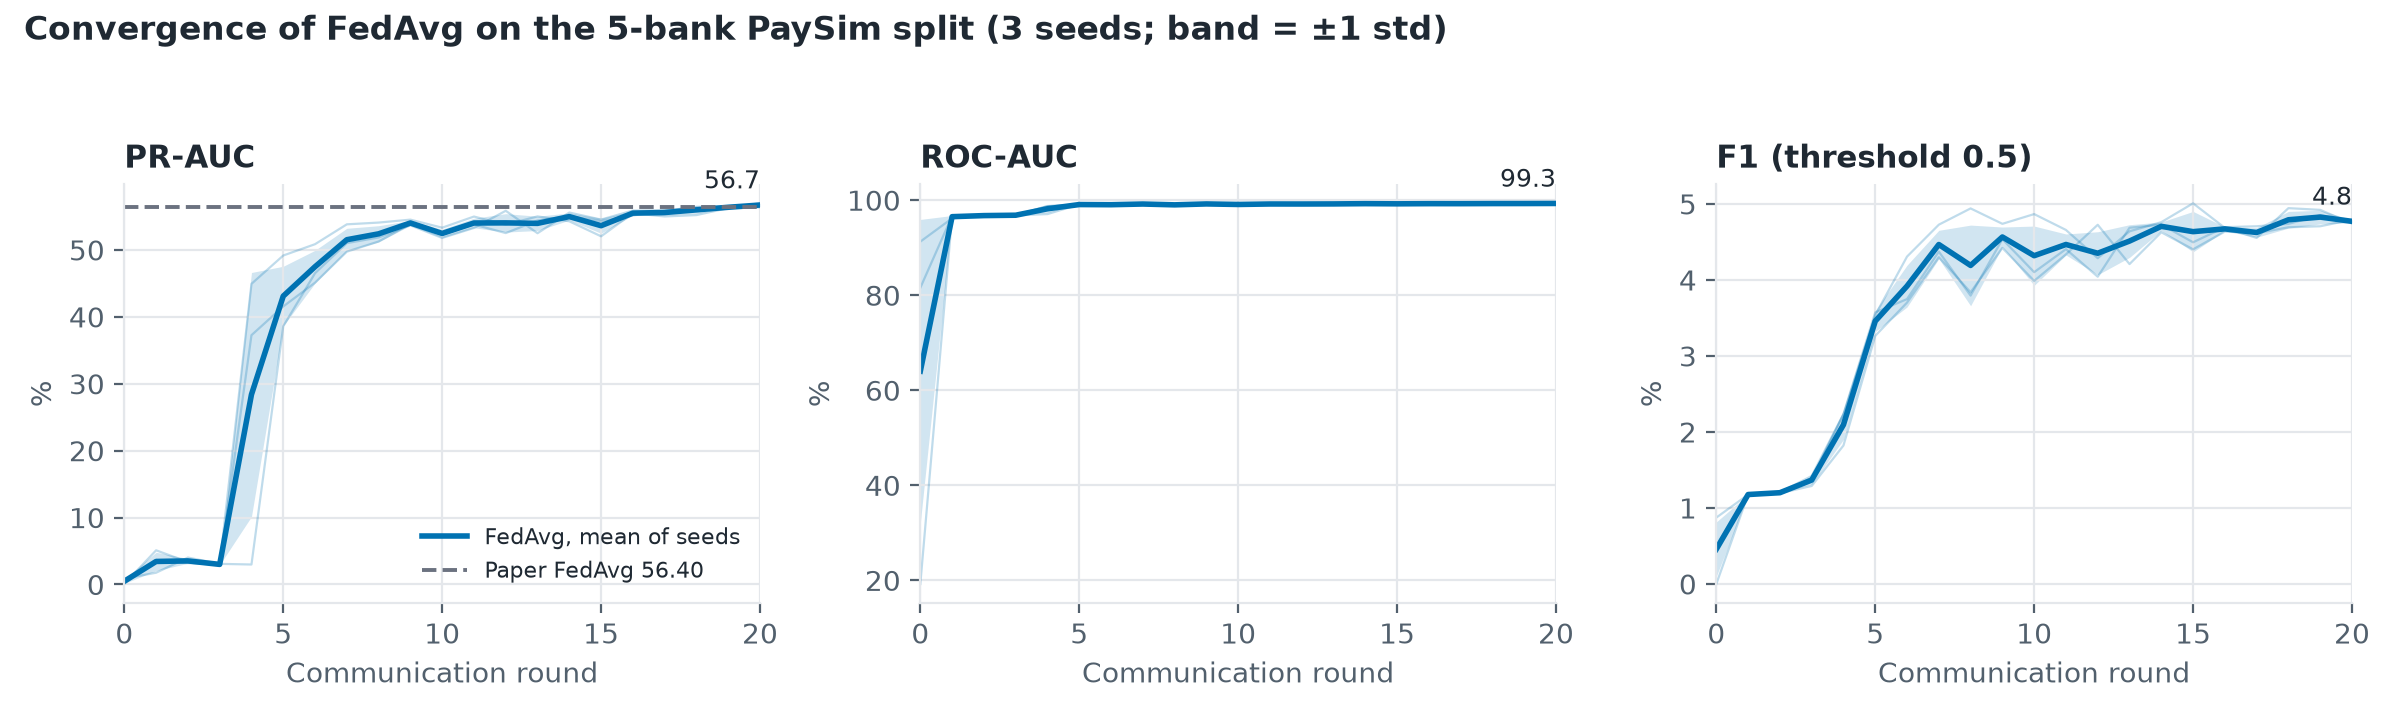 Convergence of FedAvg on the 5-bank PaySim split (3 seeds; band = ±1 std)
PR-AUC
56.7
%
50
40
30
20
10
0
FedAvg, mean of seeds
Paper FedAvg 56.40
0 5 10 15 20
Communication round
ROC-AUC
99.3
%
100
80
60
40
20
0 5 10 15 20
Communication round
F1 (threshold 0.5)
4.8
%
5
4
3
2
1
0
0 5 10 15 20
Communication round